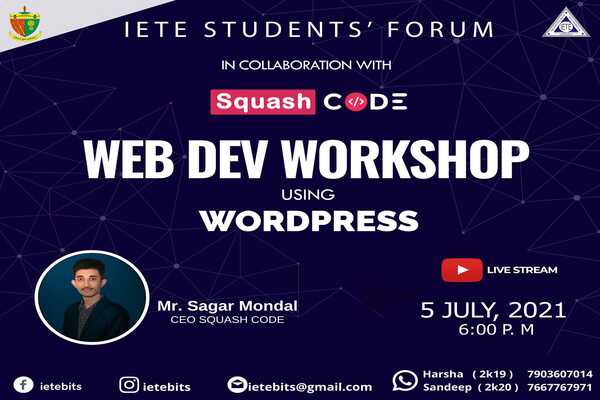 IETE STUDENTS' FORUM
IETE
IN COLLABORATION WITH
Squash CODE
WEB DEV WORKSHOP
USING
WORDPRESS
LIVE STREAM
Mr. Sagar Mondal
CEO SQUASH CODE
5 JULY, 2021
6:00 P. M
ietebits
ietebits
ietebits@gmail.com
Harsha ( 2k19 ) 7903607014
Sandeep ( 2k20 ) 7667767971